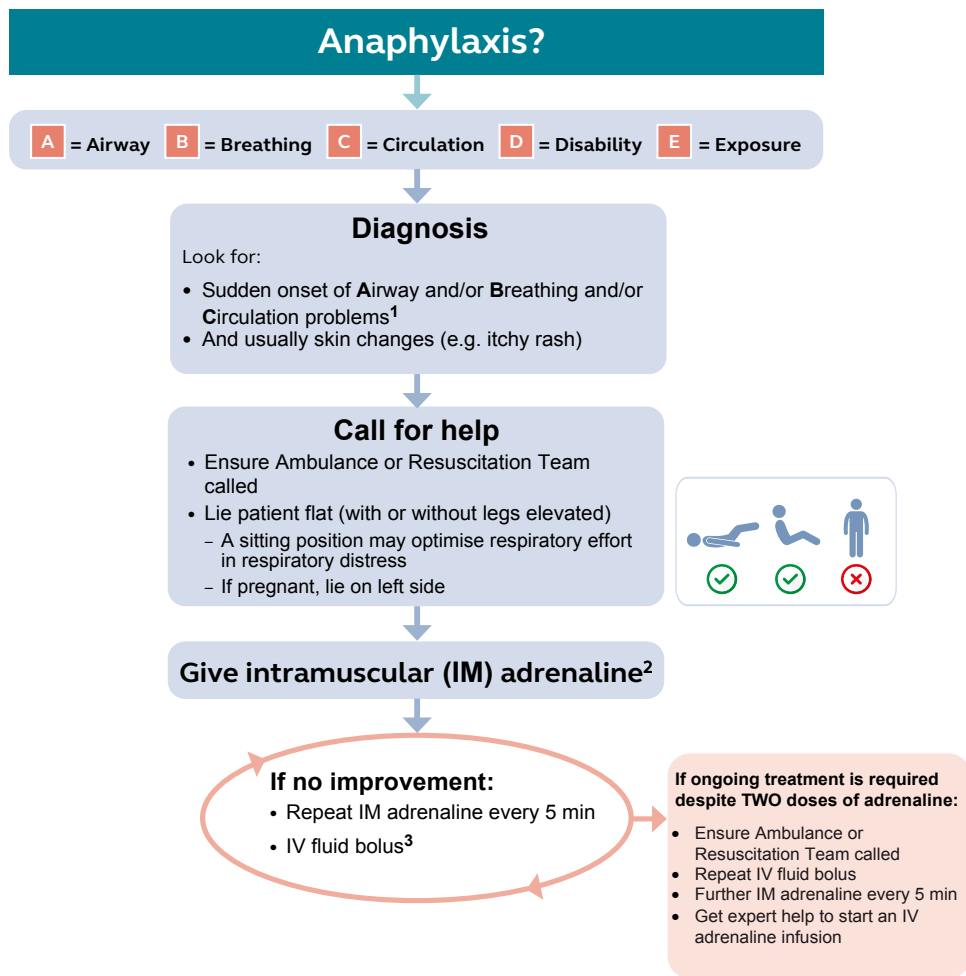 Anaphylaxis?
A = Airway B = Breathing C = Circulation D = Disability E = Exposure
Diagnosis
Look for:
• Sudden onset of Airway and/or Breathing and/or
Circulation problems¹
• And usually skin changes (e.g. itchy rash)
Call for help
• Ensure Ambulance or Resuscitation Team
called
• Lie patient flat (with or without legs elevated)
– A sitting position may optimise respiratory effort
in respiratory distress
– If pregnant, lie on left side
Give intramuscular (IM) adrenaline²
If no improvement:
• Repeat IM adrenaline every 5 min
• IV fluid bolus³
If ongoing treatment is required
despite TWO doses of adrenaline:
• Ensure Ambulance or
Resuscitation Team called
• Repeat IV fluid bolus
• Further IM adrenaline every 5 min
• Get expert help to start an IV
adrenaline infusion